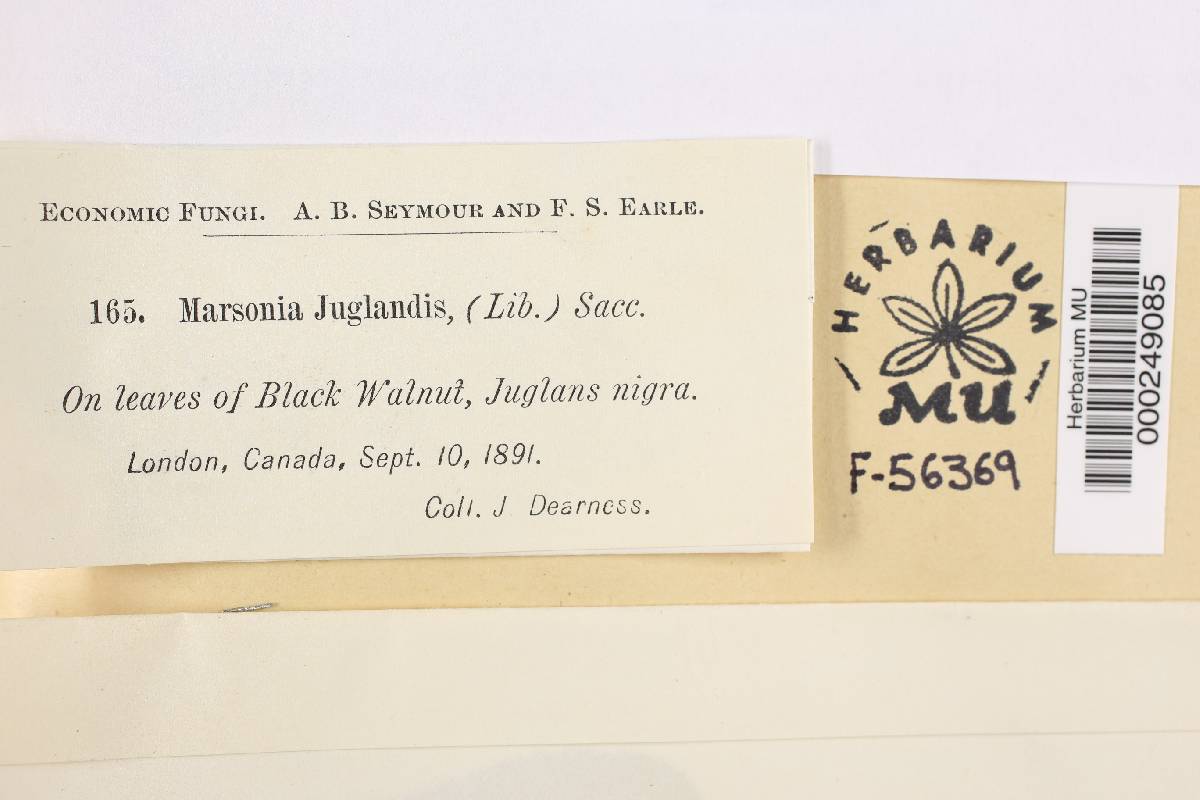 ECONOMIC FUNGI. A. B. SEYMOUR AND F. S. EARLE.
165. Marsonia Juglandis, (Lib.) Sacc.
On leaves of Black Walnut, Juglans nigra.
London, Canada, Sept. 10, 1891.
Coll. J Dearness.
HERBARIUM
MU
F-56369
Herbarium MU
000249085